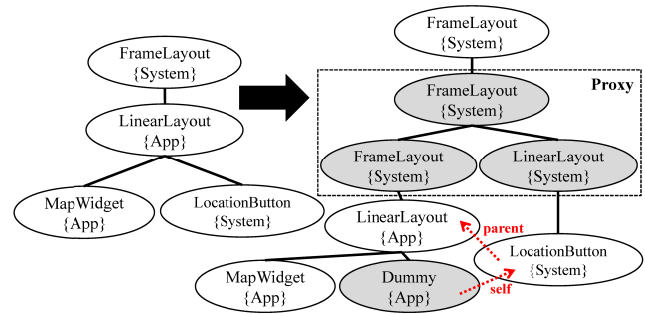 FrameLayout
{System}
LinearLayout
{App}
MapWidget
{App}
LocationButton
{System}
FrameLayout
{System}
Proxy
FrameLayout
{System}
FrameLayout
{System}
LinearLayout
{System}
LinearLayout
{App}
parent
LocationButton
{System}
MapWidget
{App}
Dummy
{App}
self